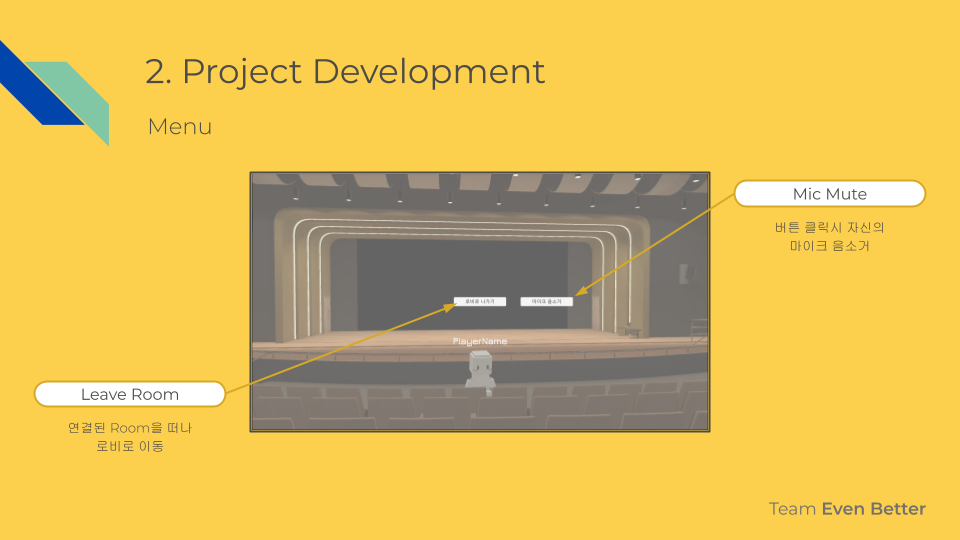 2. Project Development
Menu
Mic Mute
버튼 클릭시 자신의
마이크 음소거
로비로 나가기
마이크 음소거
PlayerName
Leave Room
연결된 Room을 떠나
로비로 이동
Team Even Better